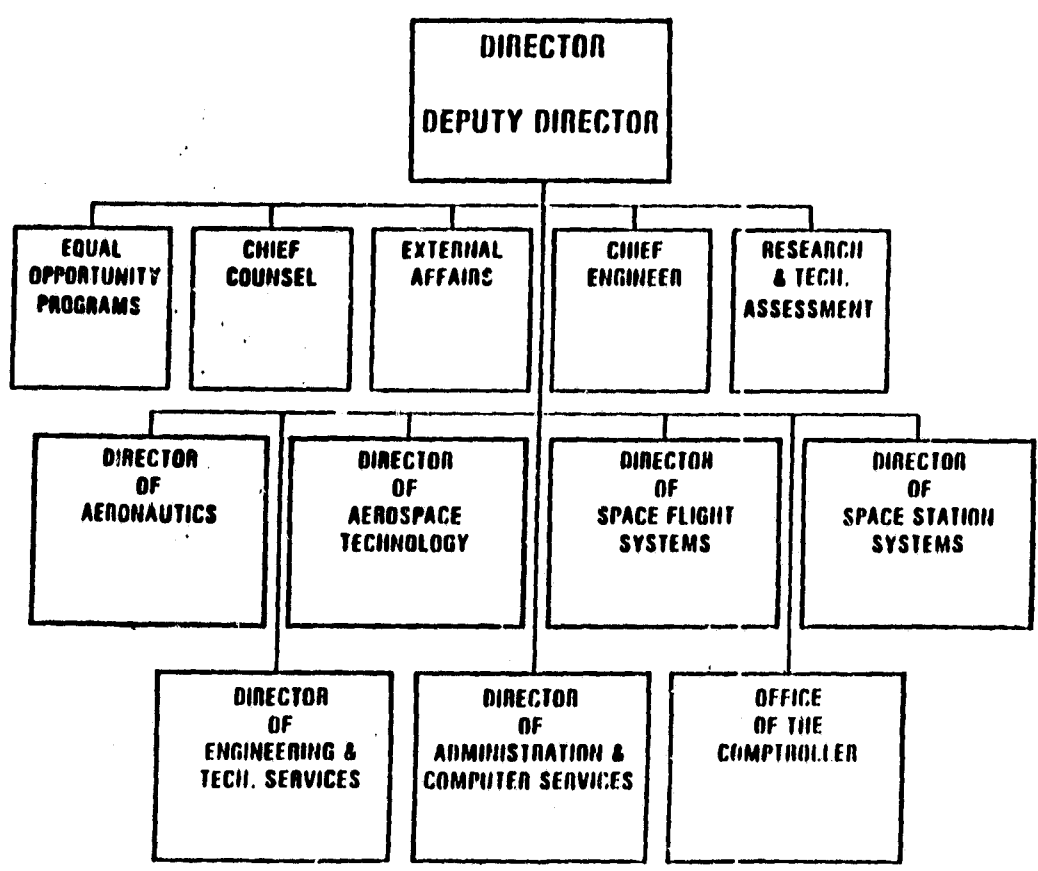 DIRECTOR
DEPUTY DIRECTOR
EQUAL
OPPORTUNITY
PROGRAMS
CHIEF
COUNSEL
EXTERNAL
AFFAIRS
CHIEF
ENGINEER
RESEARCH
& TECH.
ASSESSMENT
DIRECTOR
OF
AERONAUTICS
DIRECTOR
OF
AEROSPACE
TECHNOLOGY
DIRECTOR
OF
SPACE FLIGHT
SYSTEMS
DIRECTOR
OF
SPACE STATION
SYSTEMS
DIRECTOR
OF
ENGINEERING &
TECH. SERVICES
DIRECTOR
OF
ADMINISTRATION &
COMPUTER SERVICES
OFFICE
OF THE
COMPTROLLER